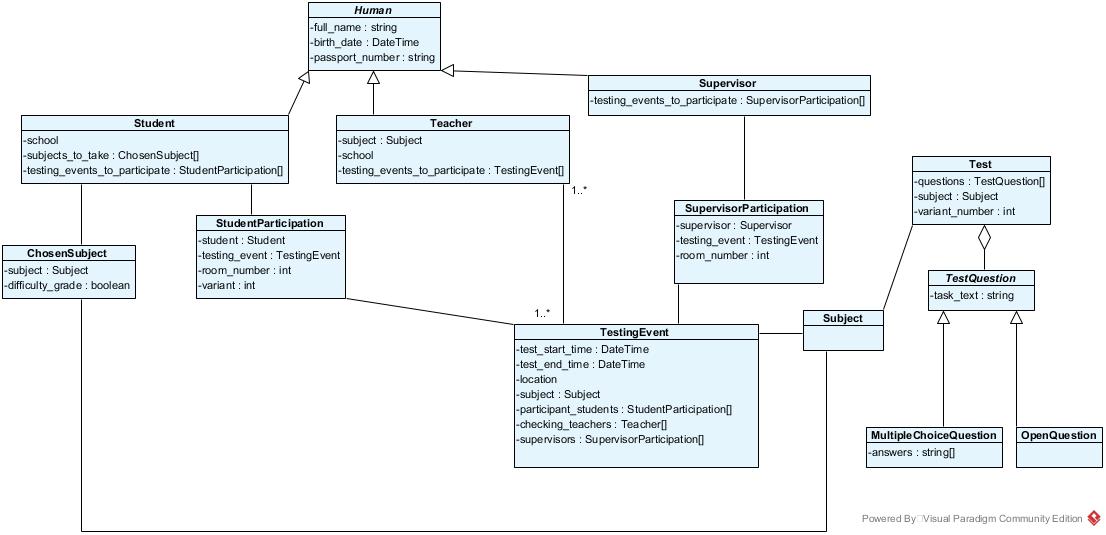 Human
-full_name : string
-birth_date : DateTime
-passport_number : string
Supervisor
-testing_events_to_participate : SupervisorParticipation[]
Student
-school
-subjects_to_take : ChosenSubject[]
-testing_events_to_participate : StudentParticipation[]
Teacher
-subject : Subject
-school
-testing_events_to_participate : TestingEvent[]
1..*
Test
-questions : TestQuestion[]
-subject : Subject
-variant_number : int
StudentParticipation
-student : Student
-testing_event : TestingEvent
-room_number : int
-variant : int
SupervisorParticipation
-supervisor : Supervisor
-testing_event : TestingEvent
-room_number : int
ChosenSubject
-subject : Subject
-difficulty_grade : boolean
TestQuestion
-task_text : string
1..*
TestingEvent
-test_start_time : DateTime
-test_end_time : DateTime
-location
-subject : Subject
-participant_students : StudentParticipation[]
-checking_teachers : Teacher[]
-supervisors : SupervisorParticipation[]
Subject
MultipleChoiceQuestion
-answers : string[]
OpenQuestion
Powered By Visual Paradigm Community Edition